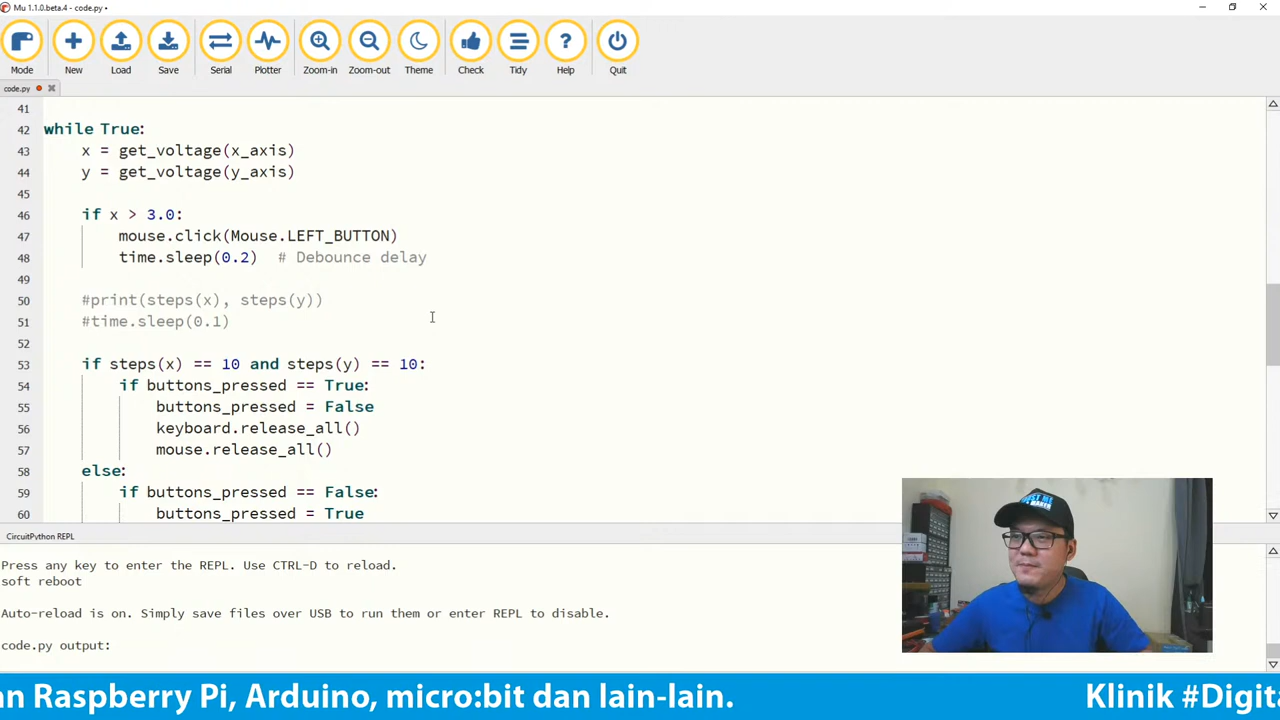 Mu 1.1.0.beta.4 - code.py •
Mode New Load Save Serial Plotter Zoom-in Zoom-out Theme Check Tidy Help Quit
code.py
41
42 while True:
43 x = get_voltage(x_axis)
44 y = get_voltage(y_axis)
45
46 if x > 3.0:
47 mouse.click(Mouse.LEFT_BUTTON)
48 time.sleep(0.2)  # Debounce delay
49
50 #print(steps(x), steps(y))
51 #time.sleep(0.1)
52
53 if steps(x) == 10 and steps(y) == 10:
54 if buttons_pressed == True:
55 buttons_pressed = False
56 keyboard.release_all()
57 mouse.release_all()
58 else:
59 if buttons_pressed == False:
60 buttons_pressed = True
CircuitPython REPL
Press any key to enter the REPL. Use CTRL-D to reload.
soft reboot
Auto-reload is on. Simply save files over USB to run them or enter REPL to disable.
code.py output:
an Raspberry Pi, Arduino, micro:bit dan lain-lain. Klinik #Digita